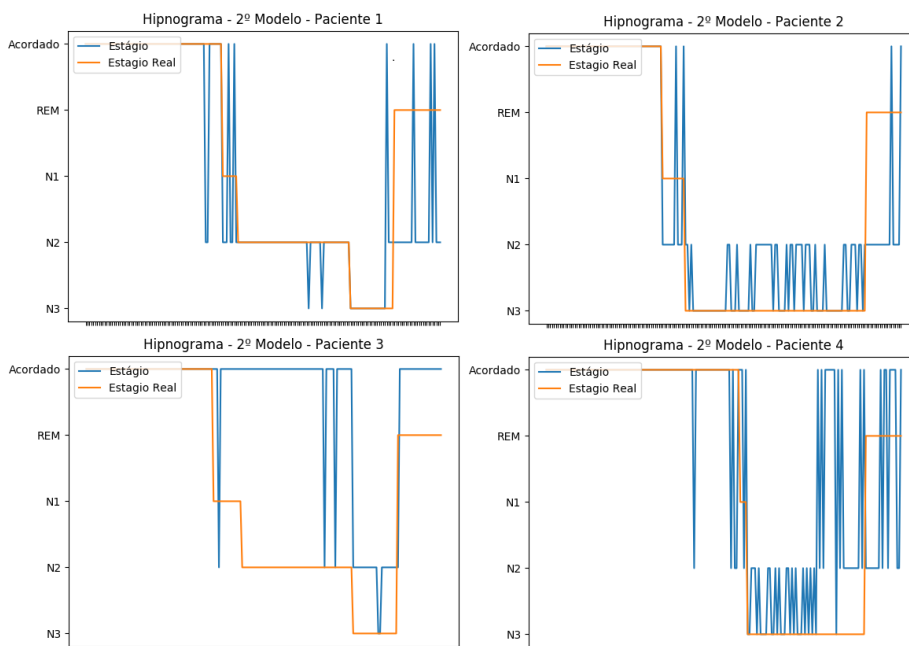 Hipnograma - 2º Modelo - Paciente 1
Acordado
REM
N1
N2
N3
Estágio
Estagio Real
Hipnograma - 2º Modelo - Paciente 2
Acordado
REM
N1
N2
N3
Estágio
Estagio Real
Hipnograma - 2º Modelo - Paciente 3
Acordado
REM
N1
N2
N3
Estágio
Estagio Real
Hipnograma - 2º Modelo - Paciente 4
Acordado
REM
N1
N2
N3
Estágio
Estagio Real